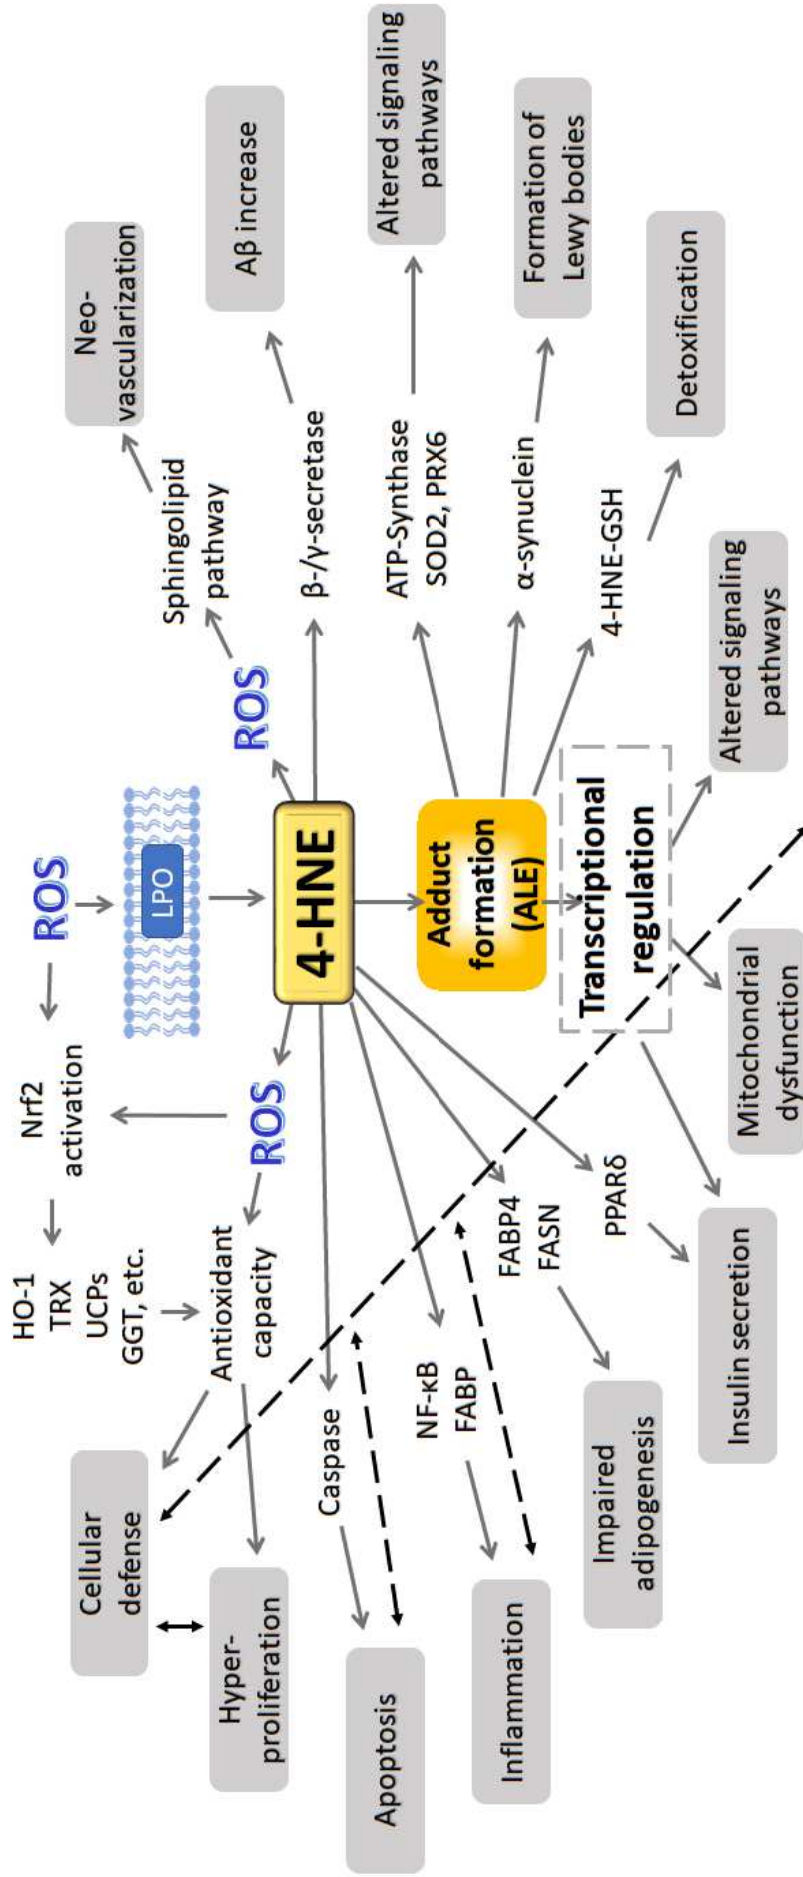 ROS
Nrf2
activation
HO-1
TRX
UCPs
GGT, etc.
LPO
Neo-
vascularization
Sphingolipid
pathway
ROS
ROS
Antioxidant
capacity
Cellular
defense
Hyper-
proliferation
4-HNE
β-/γ-secretase
Aβ increase
Caspase
Apoptosis
NF-κB
FABP
Inflammation
Adduct
formation
(ALE)
ATP-Synthase
SOD2, PRX6
Altered signaling
pathways
α-synuclein
Formation of
Lewy bodies
4-HNE-GSH
Detoxification
FABP4
FASN
Impaired
adipogenesis
PPARδ
Insulin secretion
Transcriptional
regulation
Mitochondrial
dysfunction
Altered signaling
pathways